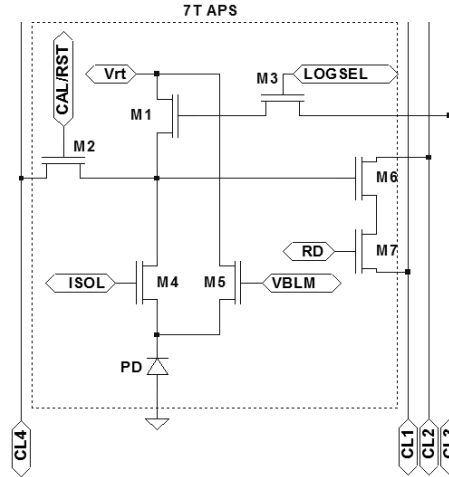 7T APS
CAL/RST
Vrt
M3
LOGSEL
M1
M2
M6
RD
M7
ISOL
M4
M5
VBLM
PD
CL4
CL1
CL2